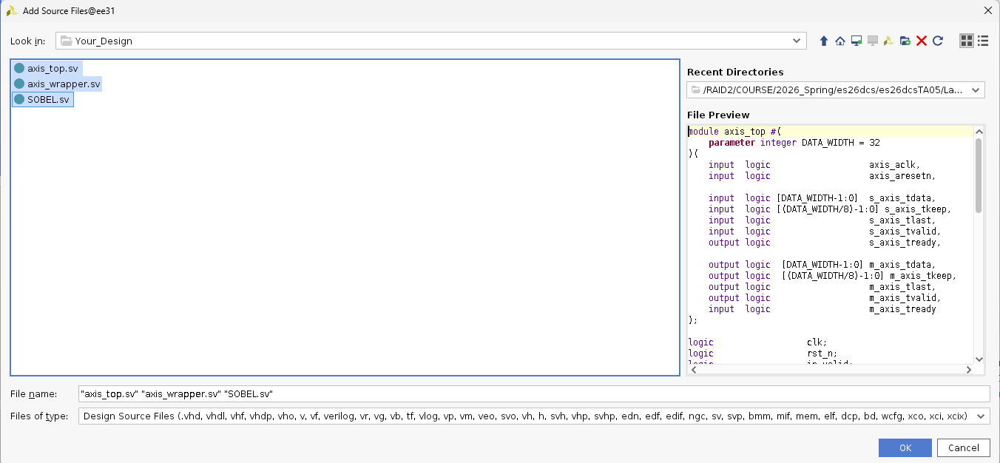 Add Source Files@ee31
Look in: Your_Design
axis_top.sv
axis_wrapper.sv
SOBEL.sv
Recent Directories
/RAID2/COURSE/2026_Spring/es26dcs/es26dcsTA05/La...
File Preview
module axis_top #(
parameter integer DATA_WIDTH = 32
)(
input logic axis_aclk,
input logic axis_aresetn,
input logic [DATA_WIDTH-1:0] s_axis_tdata,
input logic [(DATA_WIDTH/8)-1:0] s_axis_tkeep,
input logic s_axis_tlast,
input logic s_axis_tvalid,
output logic s_axis_tready,
output logic [DATA_WIDTH-1:0] m_axis_tdata,
output logic [(DATA_WIDTH/8)-1:0] m_axis_tkeep,
output logic m_axis_tlast,
output logic m_axis_tvalid,
input logic m_axis_tready
);
logic clk;
logic rst_n;
logic in_valid;
File name: "axis_top.sv" "axis_wrapper.sv" "SOBEL.sv"
Files of type: Design Source Files (.vhd, vhdl, vhf, vhdp, vho, v, vf, verilog, vr, vg, vb, tf, vlog, vp, vm, veo, svo, vh, h, svh, vhp, svhp, edn, edf, edif, ngc, sv, svp, bmm, mif, mem, elf, dcp, bd, wcfg, xco, xci, xcix)
OK Cancel